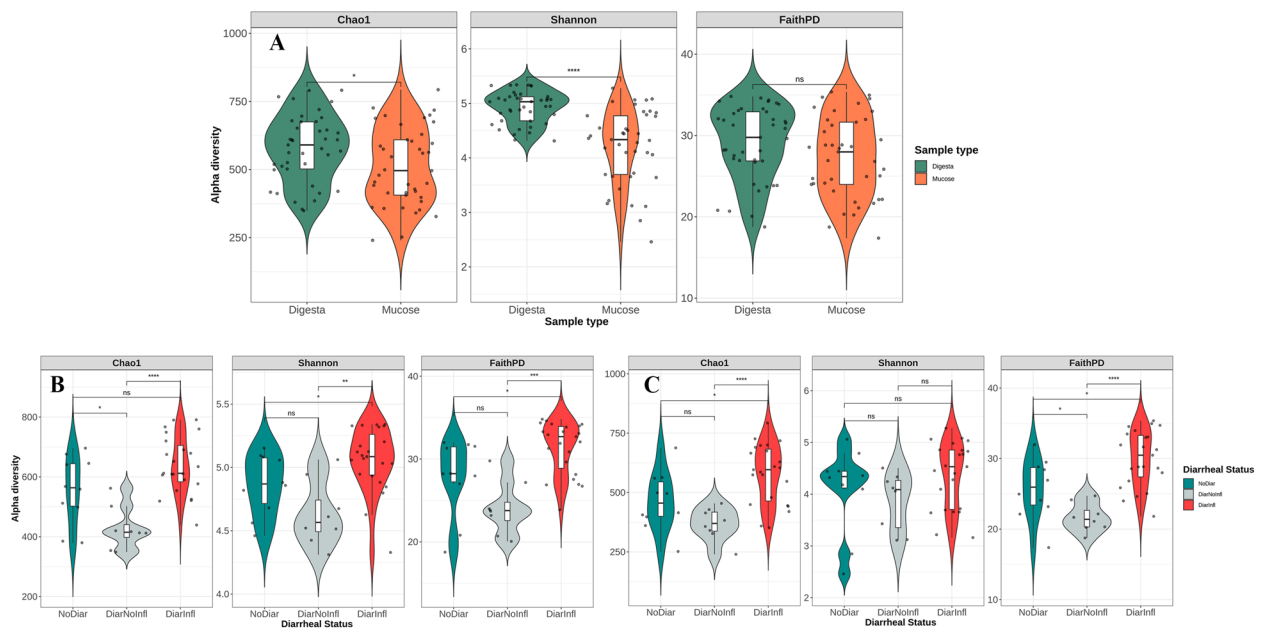 Chao1 Shannon FaithPD
A
1000
750
500
250
6
5
4
3
2
40
30
20
10
* **** ns
Alpha diversity
Sample type
Digesta
Mucose
Digesta Mucose Digesta Mucose Digesta Mucose
Sample type
Chao1 Shannon FaithPD
B
800
600
400
200
5.5
5.0
4.5
4.0
40
30
20
****
ns
*
**
*
ns
***
*
ns
Alpha diversity
NoDiar DiarNoInfl DiarInfl NoDiar DiarNoInfl DiarInfl NoDiar DiarNoInfl DiarInfl
Diarrheal Status
Chao1 Shannon FaithPD
C
1000
750
500
250
6
5
4
3
2
40
30
20
10
****
*
ns
ns
ns
ns
****
*
*
NoDiar DiarNoInfl DiarInfl NoDiar DiarNoInfl DiarInfl NoDiar DiarNoInfl DiarInfl
Diarrheal Status
Diarrheal Status
NoDiar
DiarNoInfl
DiarInfl